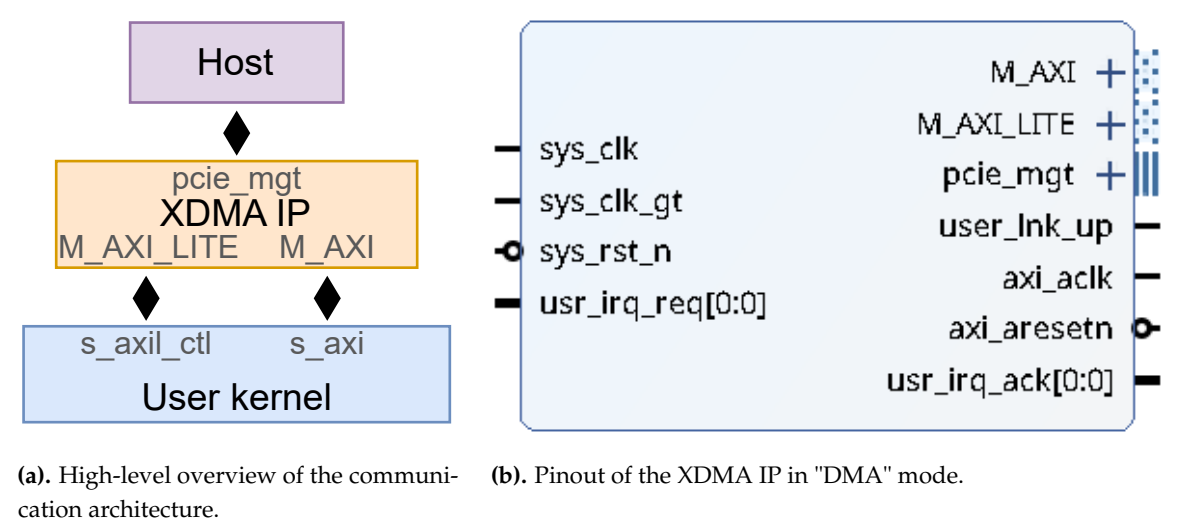 Host
pcie_mgt
XDMA IP
M_AXI_LITE M_AXI
s_axil_ctl s_axi
User kernel
(a). High-level overview of the communi-
cation architecture.
sys_clk
sys_clk_gt
sys_rst_n
usr_irq_req[0:0]
M_AXI
M_AXI_LITE
pcie_mgt
user_lnk_up
axi_aclk
axi_aresetn
usr_irq_ack[0:0]
(b). Pinout of the XDMA IP in "DMA" mode.